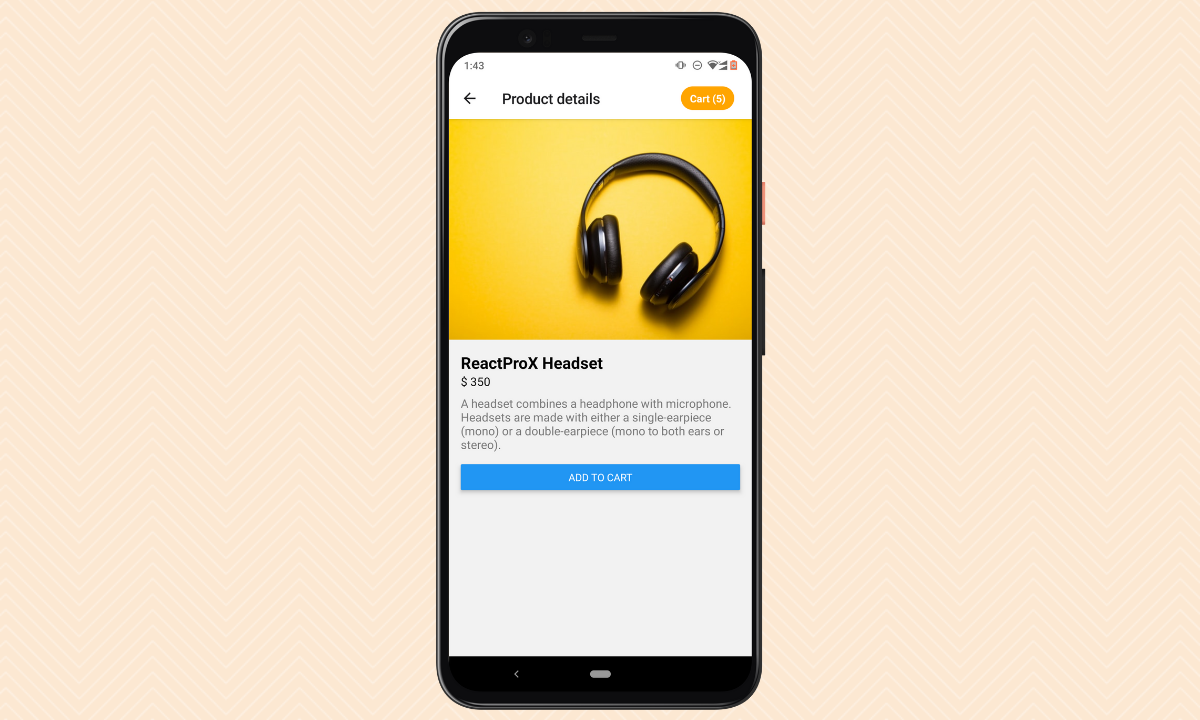 1:43
Product details
Cart (5)
ReactProX Headset
$ 350
A headset combines a headphone with microphone.
Headsets are made with either a single-earpiece
(mono) or a double-earpiece (mono to both ears or
stereo).
ADD TO CART